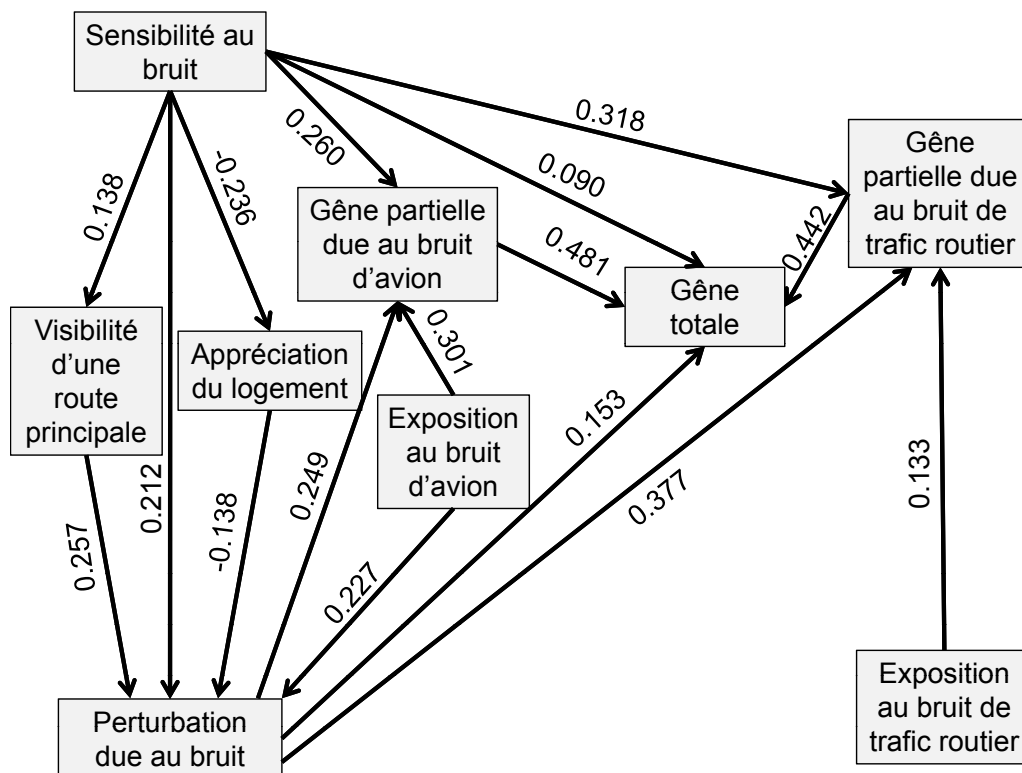 Sensibilité au
bruit
0.318
0.260
0.090
-0.236
0.138
Gêne
partielle due
au bruit de
trafic routier
Gêne partielle
due au bruit
d’avion
0.481
0.442
Gêne
totale
Visibilité
d’une
route
principale
Appréciation
du logement
0.301
Exposition
au bruit
d’avion
0.153
0.249
0.377
0.133
0.212
0.257
-0.138
0.227
Perturbation
due au bruit
Exposition
au bruit de
trafic routier